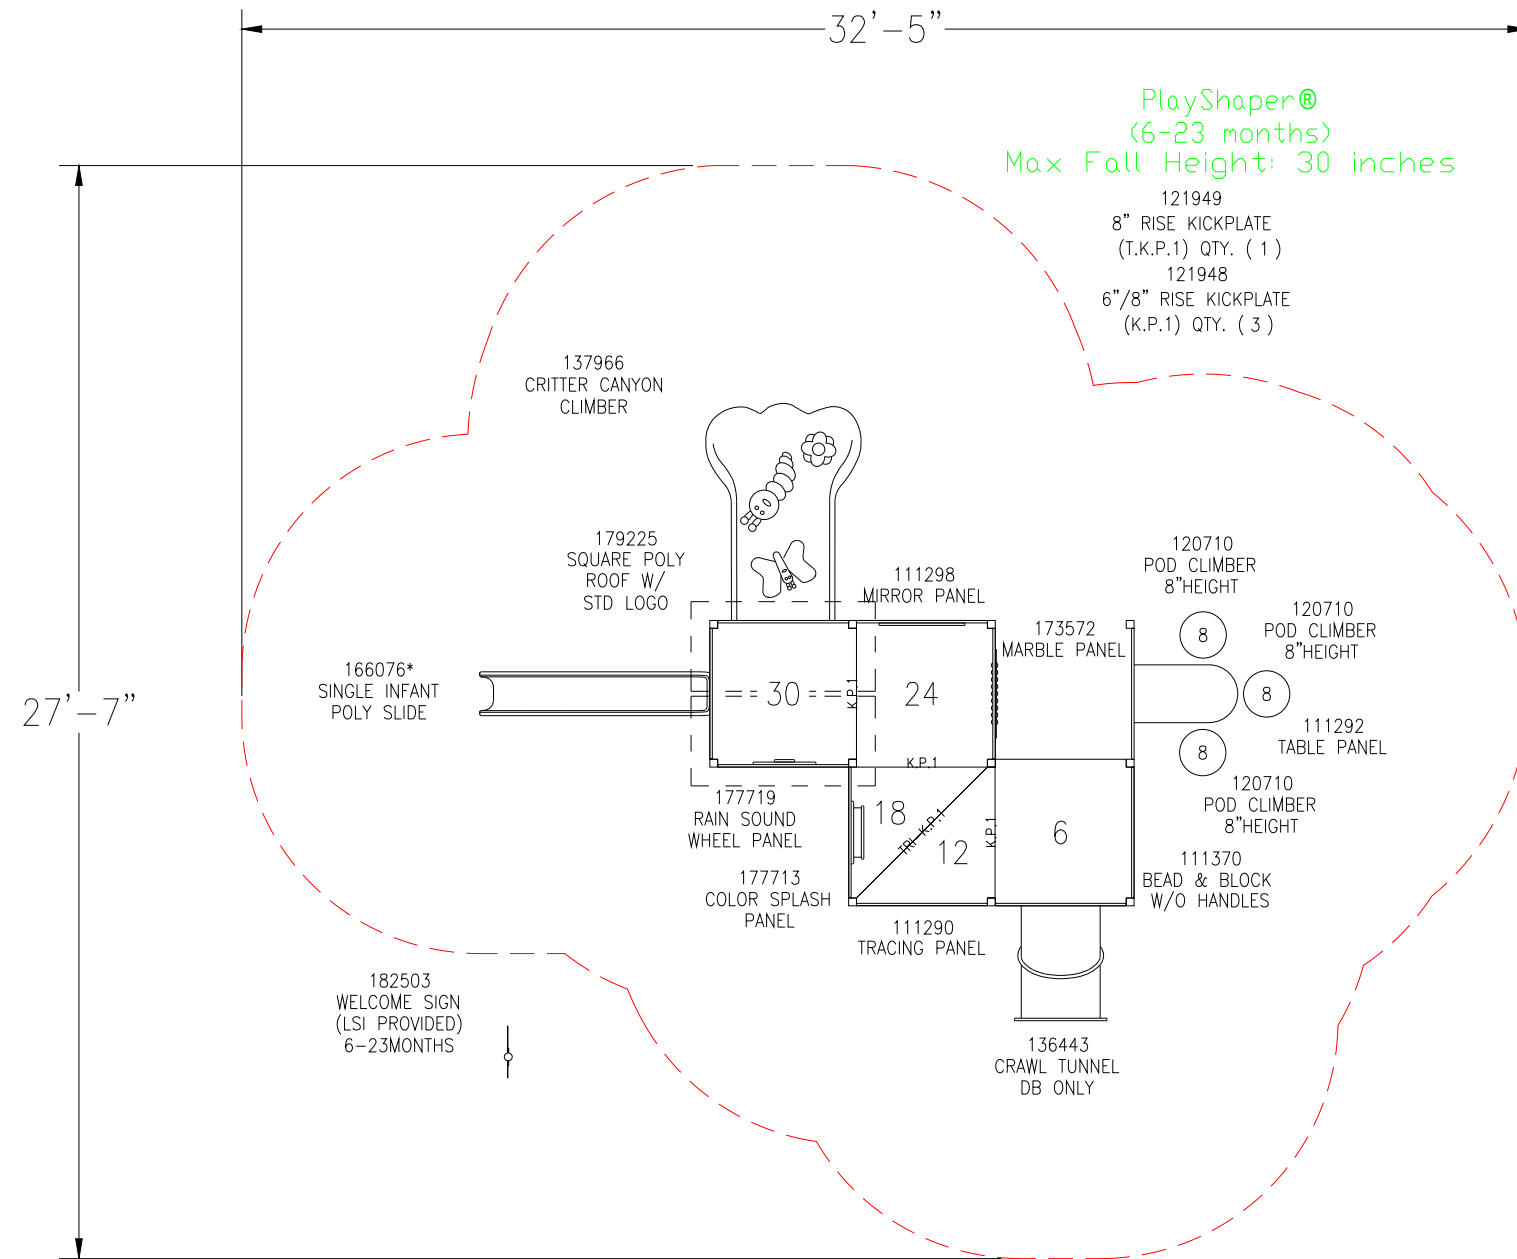 32'-5"
PlayShaper®
(6-23 months)
Max Fall Height: 30 inches
121949
8" RISE KICKPLATE
(T.K.P.1) QTY. ( 1 )
121948
6"/8" RISE KICKPLATE
(K.P.1) QTY. ( 3 )
137966
CRITTER CANYON
CLIMBER
179225
SQUARE POLY
ROOF W/
STD LOGO
111298
MIRROR PANEL
120710
POD CLIMBER
8"HEIGHT
120710
POD CLIMBER
8"HEIGHT
173572
MARBLE PANEL
8
8
8
166076*
SINGLE INFANT
POLY SLIDE
30
K.P.1
24
27'-7"
111292
TABLE PANEL
K.P.1
120710
POD CLIMBER
8"HEIGHT
177719
RAIN SOUND
WHEEL PANEL
18
TRI K.P.1
12
K.P.1
6
111370
BEAD & BLOCK
W/O HANDLES
177713
COLOR SPLASH
PANEL
111290
TRACING PANEL
182503
WELCOME SIGN
(LSI PROVIDED)
6-23MONTHS
136443
CRAWL TUNNEL
DB ONLY